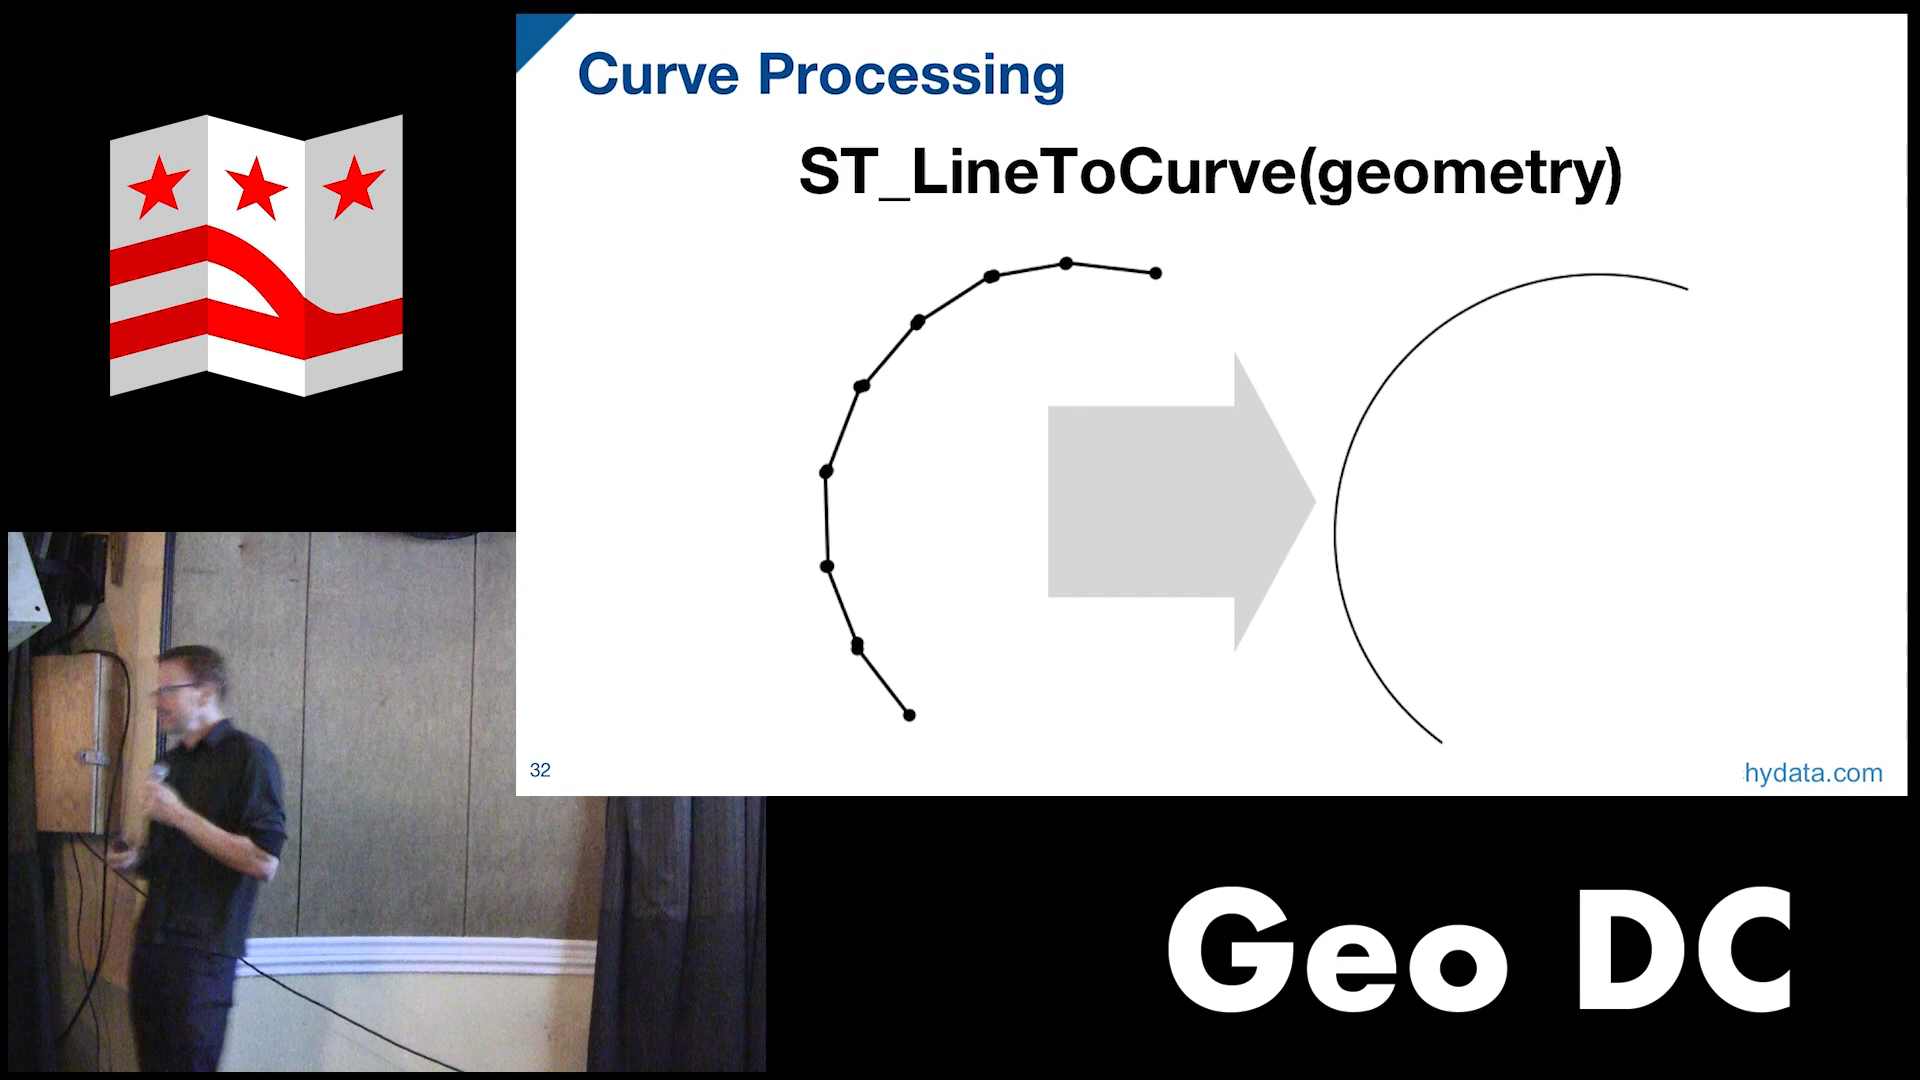 Curve Processing
ST_LineToCurve(geometry)
32
hydata.com
Geo DC